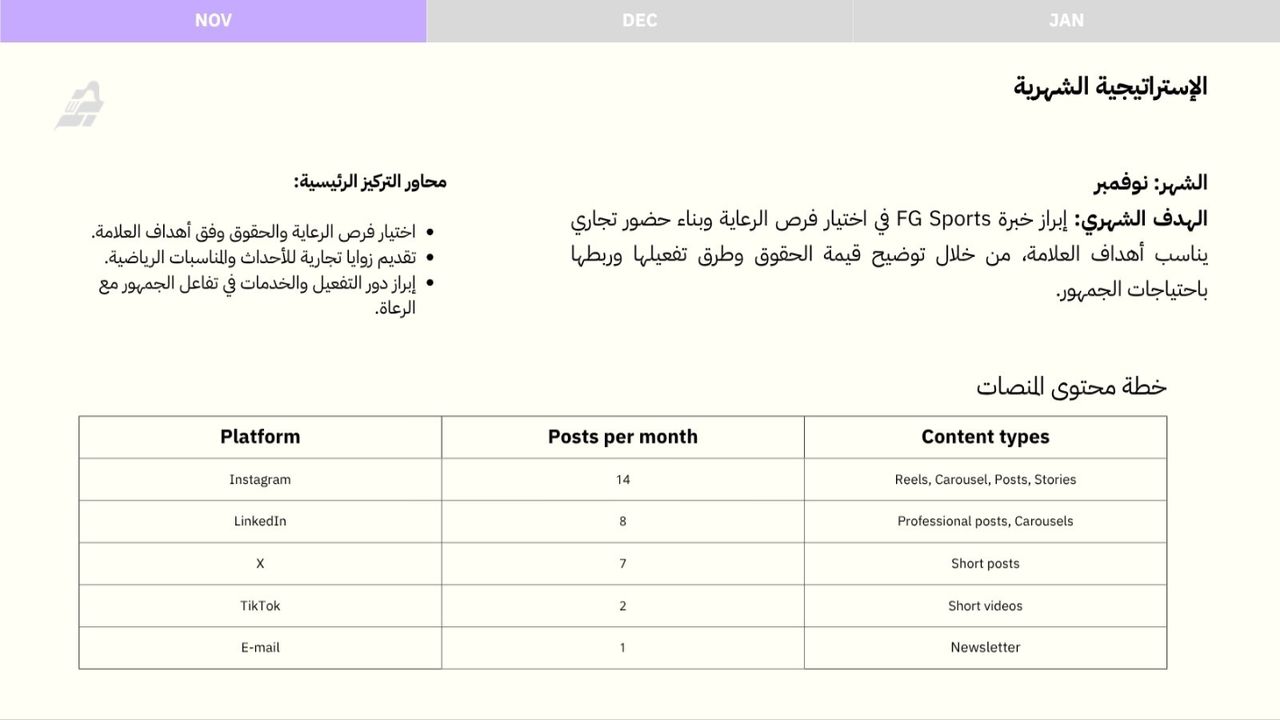 NOV
DEC
JAN
الإستراتيجية الشهرية
الشهر: نوفمبر
الهدف الشهري: إبراز خبرة FG Sports في اختيار فرص الرعاية وبناء حضور تجاري
يناسب أهداف العلامة، من خلال توضيح قيمة الحقوق وطرق تفعيلها وربطها
باحتياجات الجمهور.
محاور التركيز الرئيسية:
• اختيار فرص الرعاية والحقوق وفق أهداف العلامة.
• تقديم زوايا تجارية للأحداث والمناسبات الرياضية.
• إبراز دور التفعيل والخدمات في تفاعل الجمهور مع
الرعاة.
خطة محتوى المنصات
Platform Posts per month Content types
Instagram 14 Reels, Carousel, Posts, Stories
LinkedIn 8 Professional posts, Carousels
X 7 Short posts
TikTok 2 Short videos
E-mail 1 Newsletter